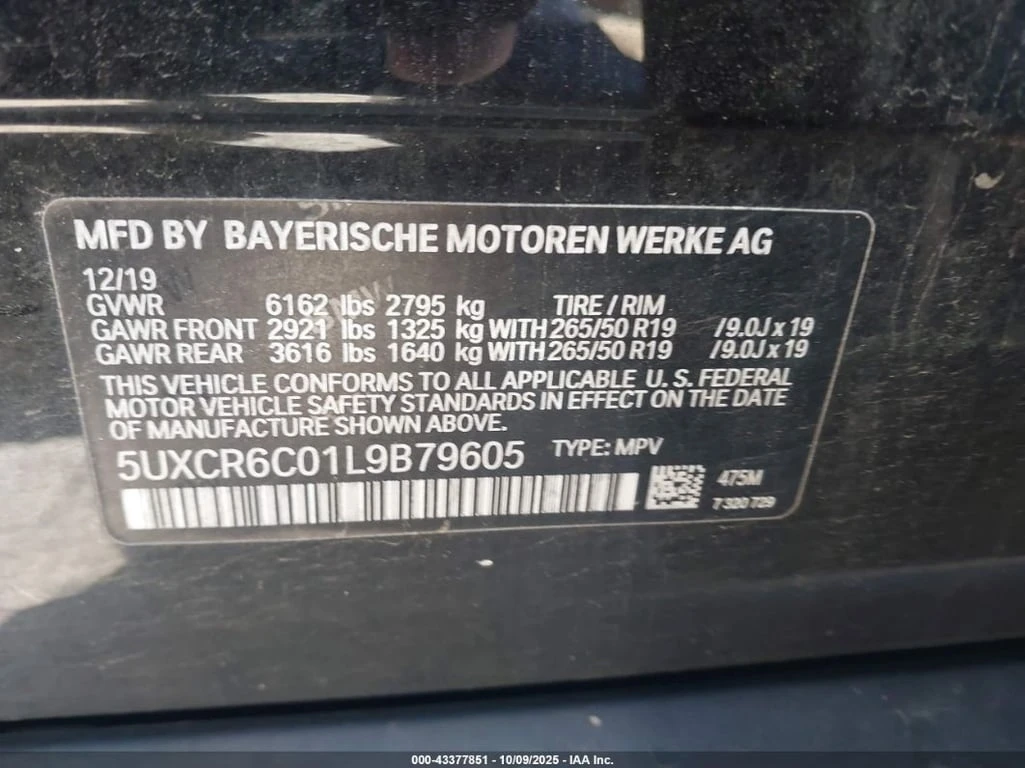 MFD BY BAYERISCHE MOTOREN WERKE AG
12/19
GVWR 6162 lbs 2795 kg TIRE / RIM
GAWR FRONT 2921 lbs 1325 kg WITH 265/50 R19 /9.0J x 19
GAWR REAR 3616 lbs 1640 kg WITH 265/50 R19 /9.0J x 19
THIS VEHICLE CONFORMS TO ALL APPLICABLE U. S. FEDERAL
MOTOR VEHICLE SAFETY STANDARDS IN EFFECT ON THE DATE
OF MANUFACTURE SHOWN ABOVE.
5UXCR6C01L9B79605 TYPE: MPV
475M
000-43377851 - 10/09/2025 - IAA Inc.